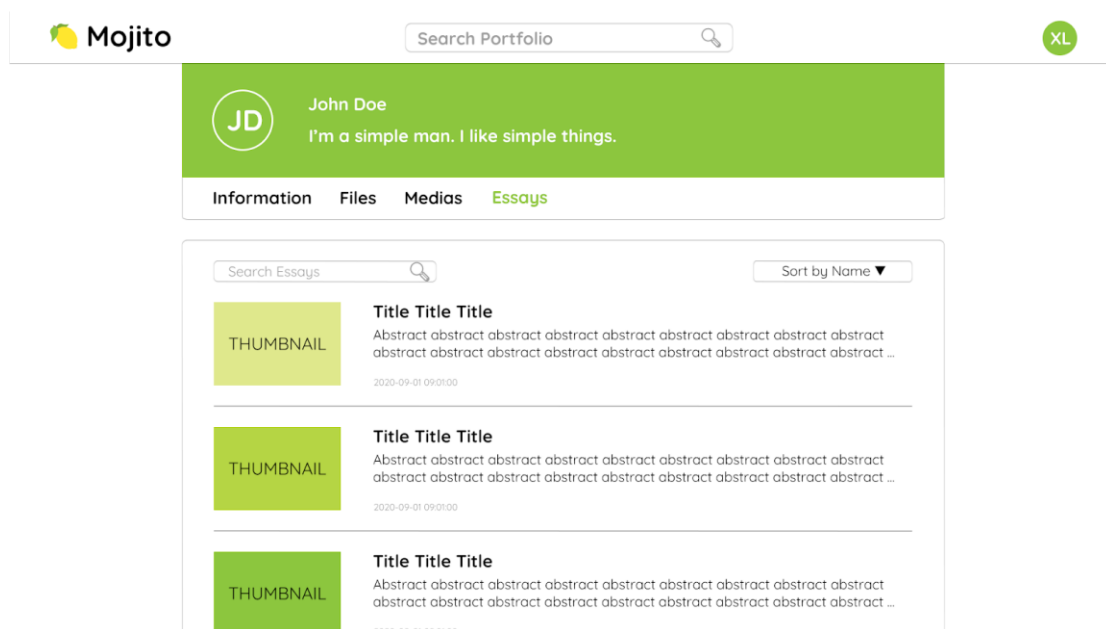 Mojito
Search Portfolio
XL
JD
John Doe
I'm a simple man. I like simple things.
Information Files Medias Essays
Search Essays
Sort by Name ▼
THUMBNAIL
Title Title Title
Abstract abstract abstract abstract abstract abstract abstract abstract abstract
abstract abstract abstract abstract abstract abstract abstract abstract abstract ...
2020-09-01 09:01:00
THUMBNAIL
Title Title Title
Abstract abstract abstract abstract abstract abstract abstract abstract abstract
abstract abstract abstract abstract abstract abstract abstract abstract abstract ...
2020-09-01 09:01:00
THUMBNAIL
Title Title Title
Abstract abstract abstract abstract abstract abstract abstract abstract abstract
abstract abstract abstract abstract abstract abstract abstract abstract abstract ...